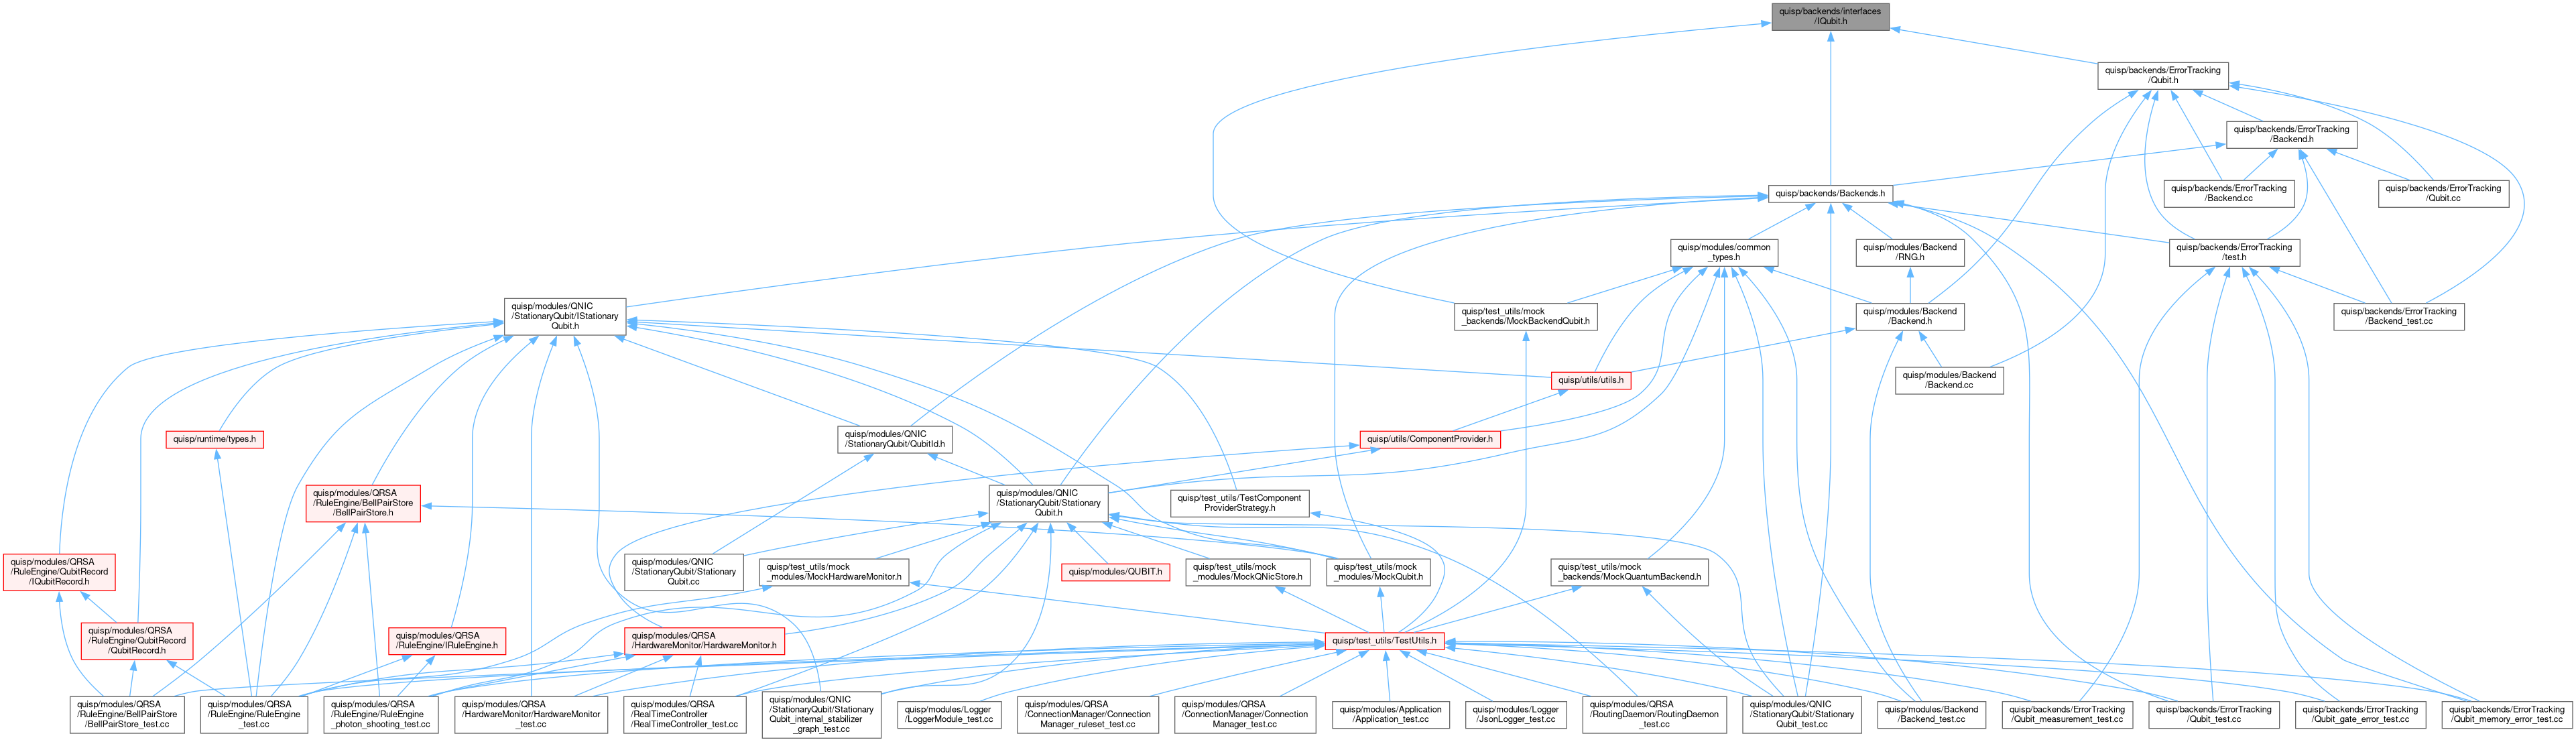 quisp/backends/interfaces
/IQubit.h
quisp/backends/ErrorTracking
/Qubit.h
quisp/backends/ErrorTracking
/Backend.h
quisp/backends/Backends.h
quisp/backends/ErrorTracking
/Backend.cc
quisp/backends/ErrorTracking
/Qubit.cc
quisp/modules/common
_types.h
quisp/modules/Backend
/RNG.h
quisp/backends/ErrorTracking
/test.h
quisp/modules/QNIC
/StationaryQubit/IStationary
Qubit.h
quisp/test_utils/mock
_backends/MockBackendQubit.h
quisp/modules/Backend
/Backend.h
quisp/backends/ErrorTracking
/Backend_test.cc
quisp/utils/utils.h
quisp/modules/Backend
/Backend.cc
quisp/runtime/types.h
quisp/modules/QNIC
/StationaryQubit/QubitId.h
quisp/utils/ComponentProvider.h
quisp/modules/QRSA
/RuleEngine/BellPairStore
/BellPairStore.h
quisp/modules/QNIC
/StationaryQubit/Stationary
Qubit.h
quisp/test_utils/TestComponent
ProviderStrategy.h
quisp/modules/QRSA
/RuleEngine/QubitRecord
/IQubitRecord.h
quisp/modules/QNIC
/StationaryQubit/Stationary
Qubit.cc
quisp/test_utils/mock
_modules/MockHardwareMonitor.h
quisp/modules/QUBIT.h
quisp/test_utils/mock
_modules/MockQNicStore.h
quisp/test_utils/mock
_modules/MockQubit.h
quisp/test_utils/mock
_backends/MockQuantumBackend.h
quisp/modules/QRSA
/RuleEngine/QubitRecord
/QubitRecord.h
quisp/modules/QRSA
/RuleEngine/IRuleEngine.h
quisp/modules/QRSA
/HardwareMonitor/HardwareMonitor.h
quisp/test_utils/TestUtils.h
quisp/modules/QRSA
/RuleEngine/BellPairStore
/BellPairStore_test.cc
quisp/modules/QRSA
/RuleEngine/RuleEngine
_test.cc
quisp/modules/QRSA
/RuleEngine/RuleEngine
_photon_shooting_test.cc
quisp/modules/QRSA
/HardwareMonitor/HardwareMonitor
_test.cc
quisp/modules/QRSA
/RealTimeController
/RealTimeController_test.cc
quisp/modules/QNIC
/StationaryQubit/Stationary
Qubit_internal_stabilizer
_graph_test.cc
quisp/modules/Logger
/LoggerModule_test.cc
quisp/modules/QRSA
/ConnectionManager/Connection
Manager_ruleset_test.cc
quisp/modules/QRSA
/ConnectionManager/Connection
Manager_test.cc
quisp/modules/Application
/Application_test.cc
quisp/modules/Logger
/JsonLogger_test.cc
quisp/modules/QRSA
/RoutingDaemon/RoutingDaemon
_test.cc
quisp/modules/QNIC
/StationaryQubit/Stationary
Qubit_test.cc
quisp/modules/Backend
/Backend_test.cc
quisp/backends/ErrorTracking
/Qubit_measurement_test.cc
quisp/backends/ErrorTracking
/Qubit_test.cc
quisp/backends/ErrorTracking
/Qubit_gate_error_test.cc
quisp/backends/ErrorTracking
/Qubit_memory_error_test.cc